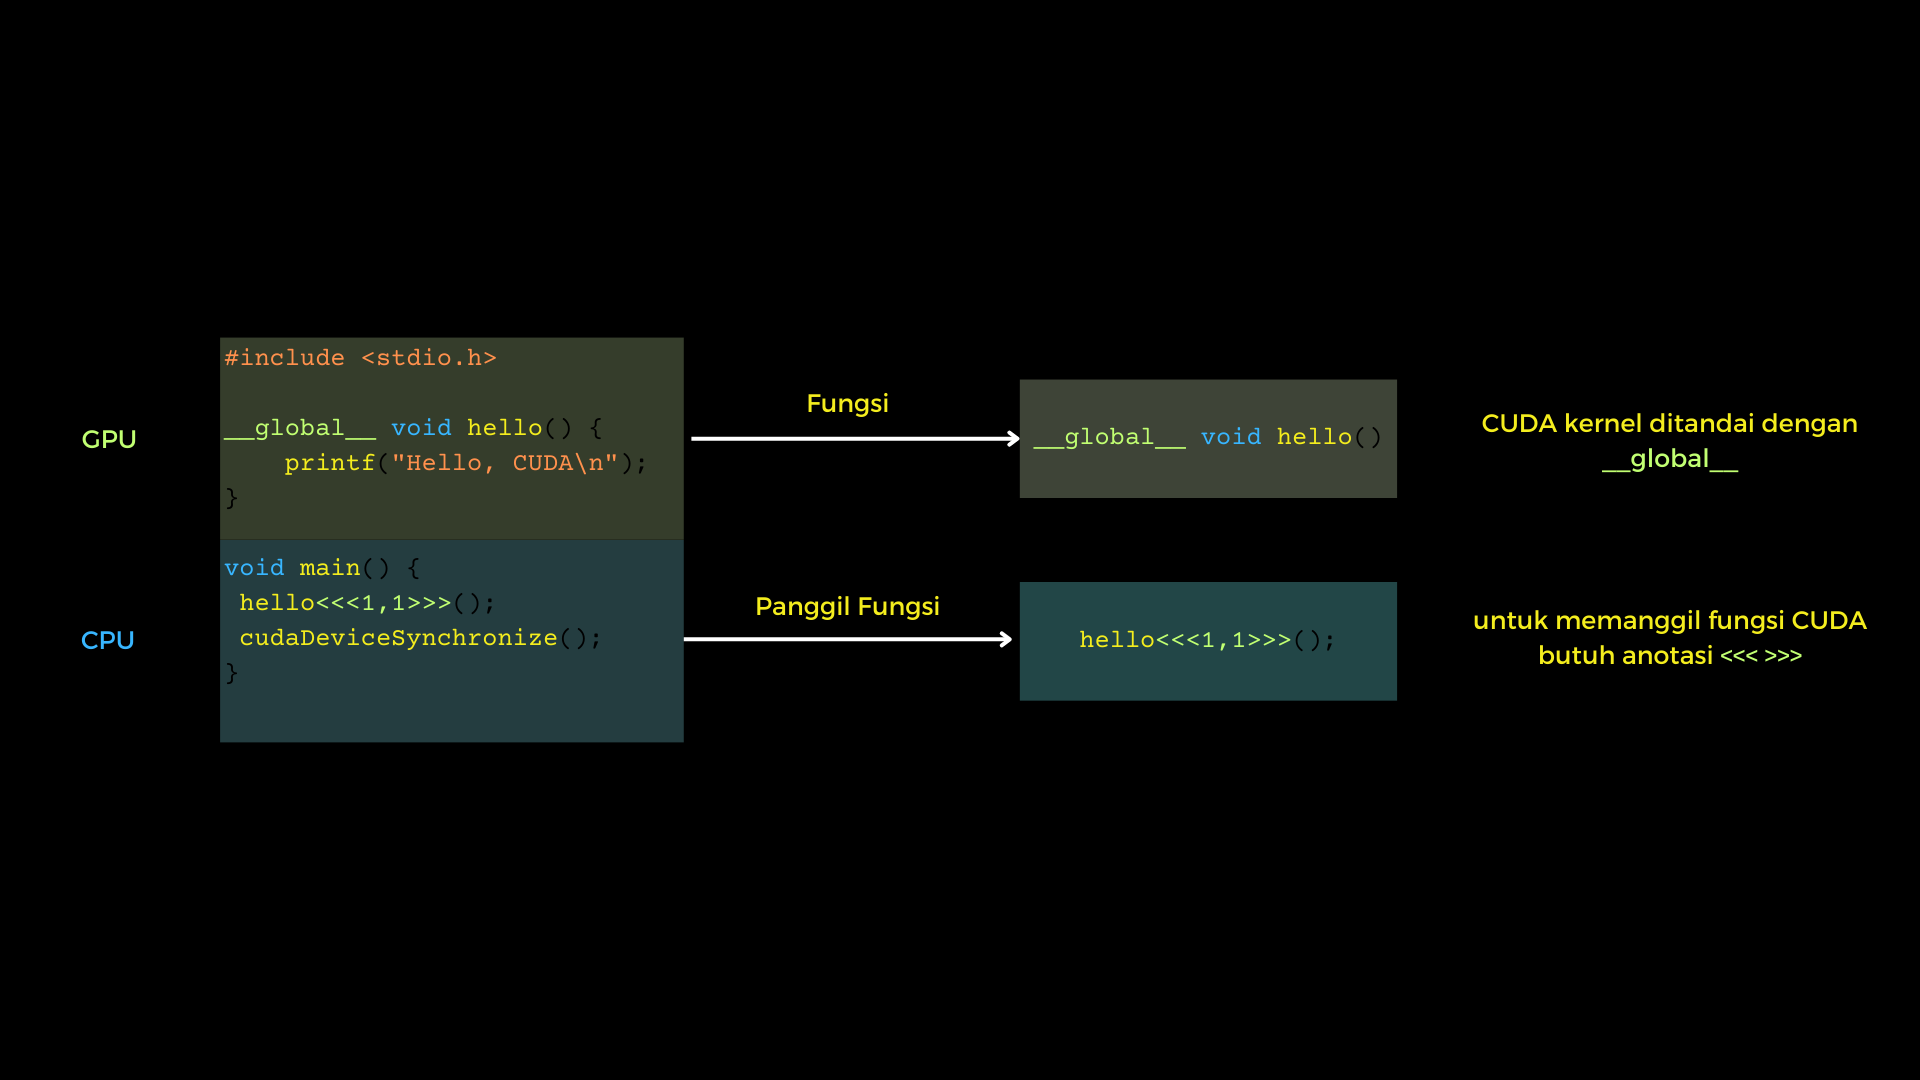 GPU
#include <stdio.h>
__global__ void hello() {
    printf("Hello, CUDA\n");
}
Fungsi
__global__ void hello()
CUDA kernel ditandai dengan
__global__
CPU
void main() {
 hello<<<1,1>>>();
 cudaDeviceSynchronize();
}
Panggil Fungsi
hello<<<1,1>>>();
untuk memanggil fungsi CUDA
butuh anotasi <<< >>>